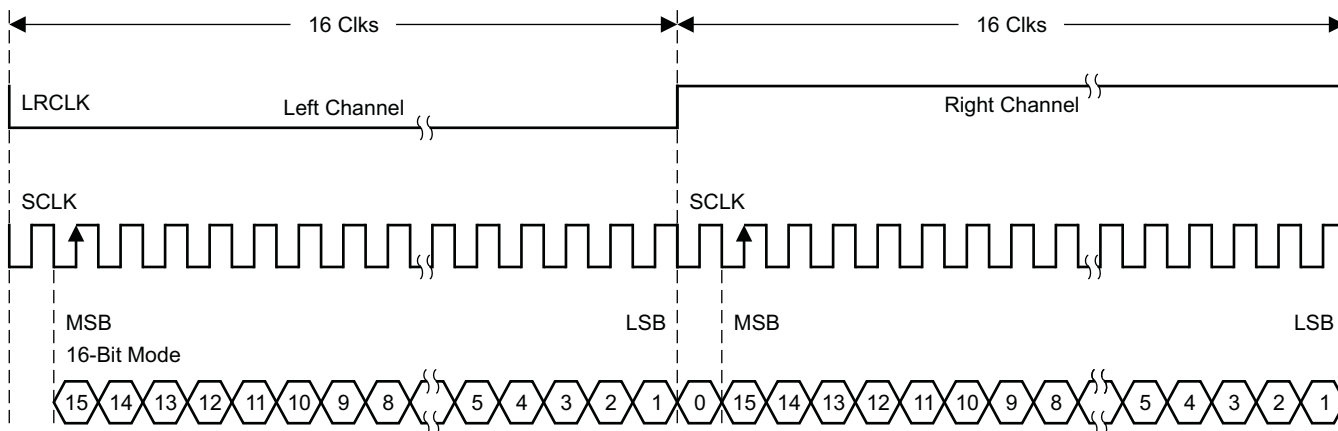 16 Clks 16 Clks
LRCLK Left Channel Right Channel
SCLK SCLK
MSB LSB MSB LSB
16-Bit Mode
15 14 13 12 11 10 9 8 5 4 3 2 1 0 15 14 13 12 11 10 9 8 5 4 3 2 1